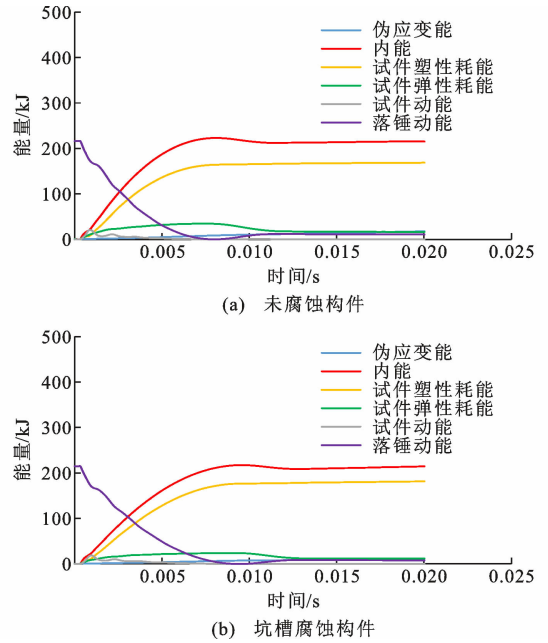 500
400
300
200
100
0
能量/kJ
伪应变能
内能
试件塑性耗能
试件弹性耗能
试件动能
落锤动能
0.005 0.010 0.015 0.020 0.025
时间/s
(a) 未腐蚀构件
500
400
300
200
100
0
能量/kJ
伪应变能
内能
试件塑性耗能
试件弹性耗能
试件动能
落锤动能
0.005 0.010 0.015 0.020 0.025
时间/s
(b) 坑槽腐蚀构件